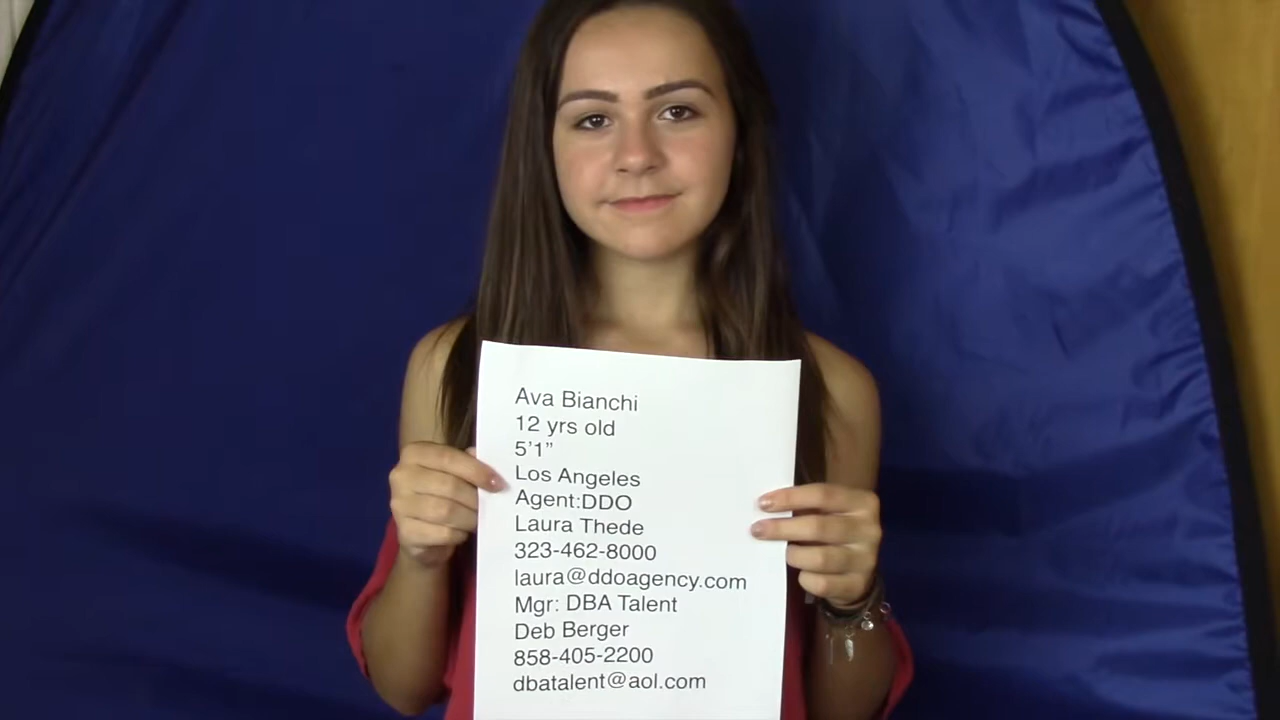 Ava Bianchi
12 yrs old
5'1”
Los Angeles
Agent:DDO
Laura Thede
323-462-8000
laura@ddoagency.com
Mgr: DBA Talent
Deb Berger
858-405-2200
dbatalent@aol.com